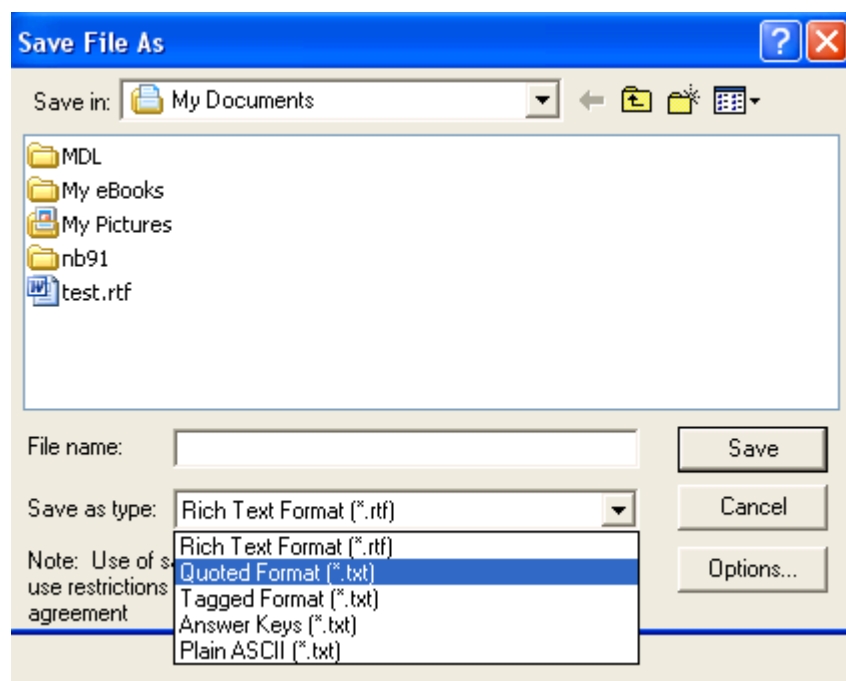 Save File As
Save in: My Documents
MDL
My eBooks
My Pictures
nb91
test.rtf
File name:
Save
Save as type: Rich Text Format (*.rtf)
Cancel
Rich Text Format (*.rtf)
Quoted Format (*.txt)
Tagged Format (*.txt)
Answer Keys (*.txt)
Plain ASCII (*.txt)
Note: Use of
use restrictions
agreement
Options...